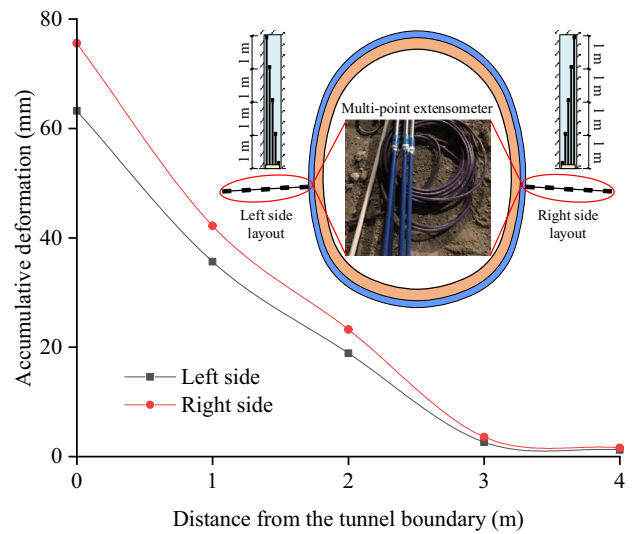 80
60
40
20
0
Accumulative deformation (mm)
0
1
2
3
4
Distance from the tunnel boundary (m)
Left side
Right side
1 m
1 m
1 m
1 m
1 m
1 m
1 m
1 m
Multi-point extensometer
Left side
layout
Right side
layout